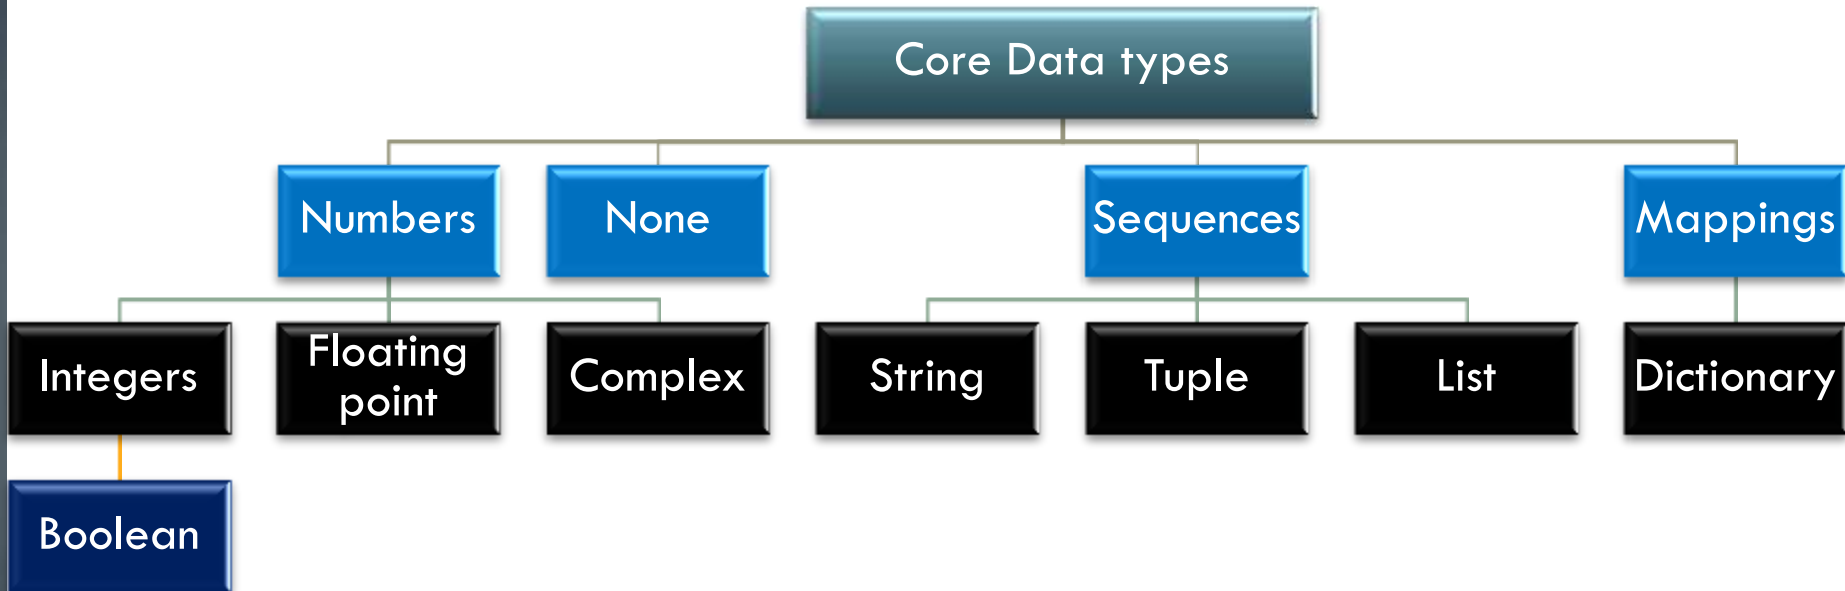 Core Data types
Numbers
None
Sequences
Mappings
Integers
Floating
point
Complex
String
Tuple
List
Dictionary
Boolean